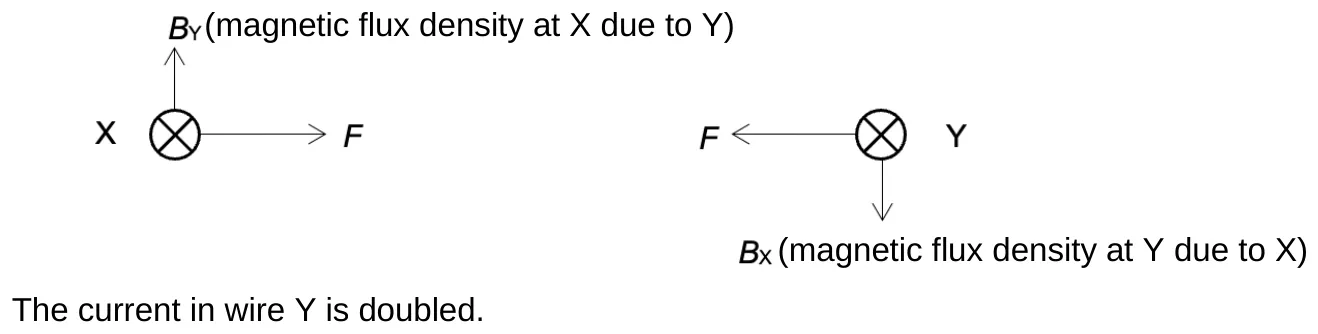 BY (magnetic flux density at X due to Y)
X F F Y
BX (magnetic flux density at Y due to X)
The current in wire Y is doubled.